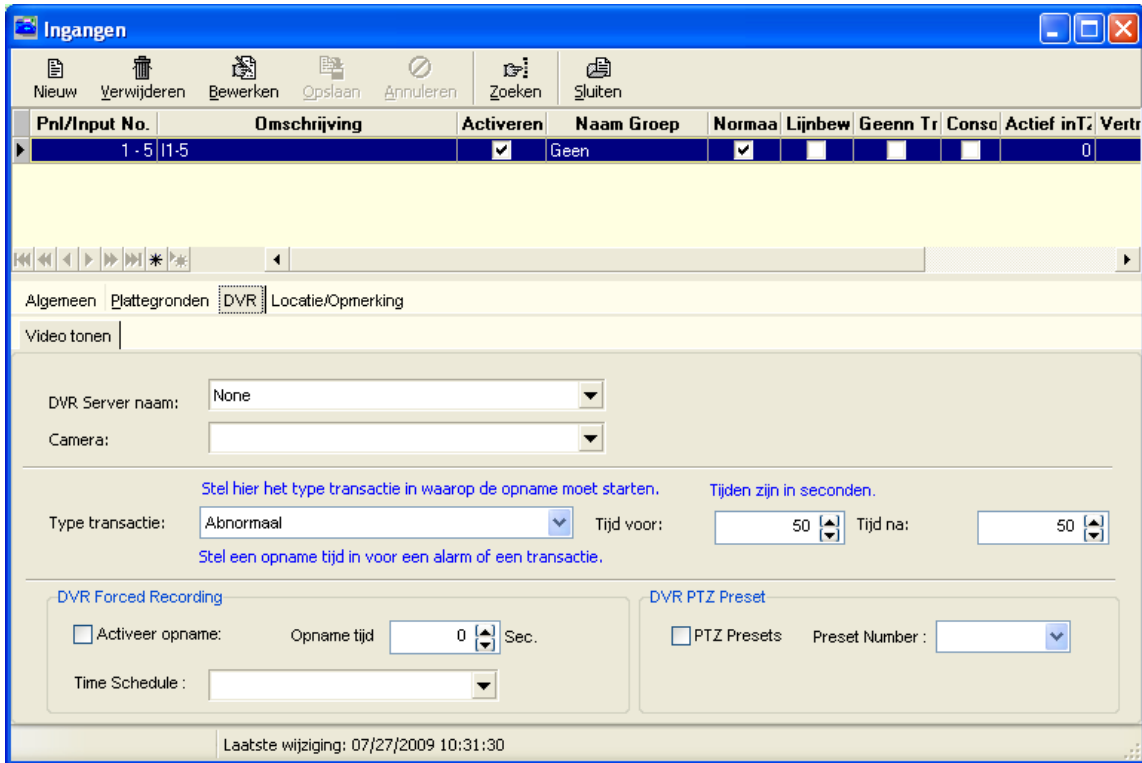 Ingangen
Nieuw Verwijderen Bewerken Opslaan Annuleren Zoeken Sluiten
Pnl/Input No. Omschrijving Activeren Naam Groep Normaa Lijnbew Geenn Tr Consc Actief inTZ Vertr
1 - 5 I1-5 Geen 0
Algemeen Plattegronden DVR Locatie/Opmerking
Video tonen
DVR Server naam: None
Camera:
Stel hier het type transactie in waarop de opname moet starten. Tijden zijn in seconden.
Type transactie: Abnormaal Tijd voor: 50 Tijd na: 50
Stel een opname tijd in voor een alarm of een transactie.
DVR Forced Recording DVR PTZ Preset
Activeer opname: Opname tijd 0 Sec. PTZ Presets Preset Number :
Time Schedule :
Laatste wijziging: 07/27/2009 10:31:30